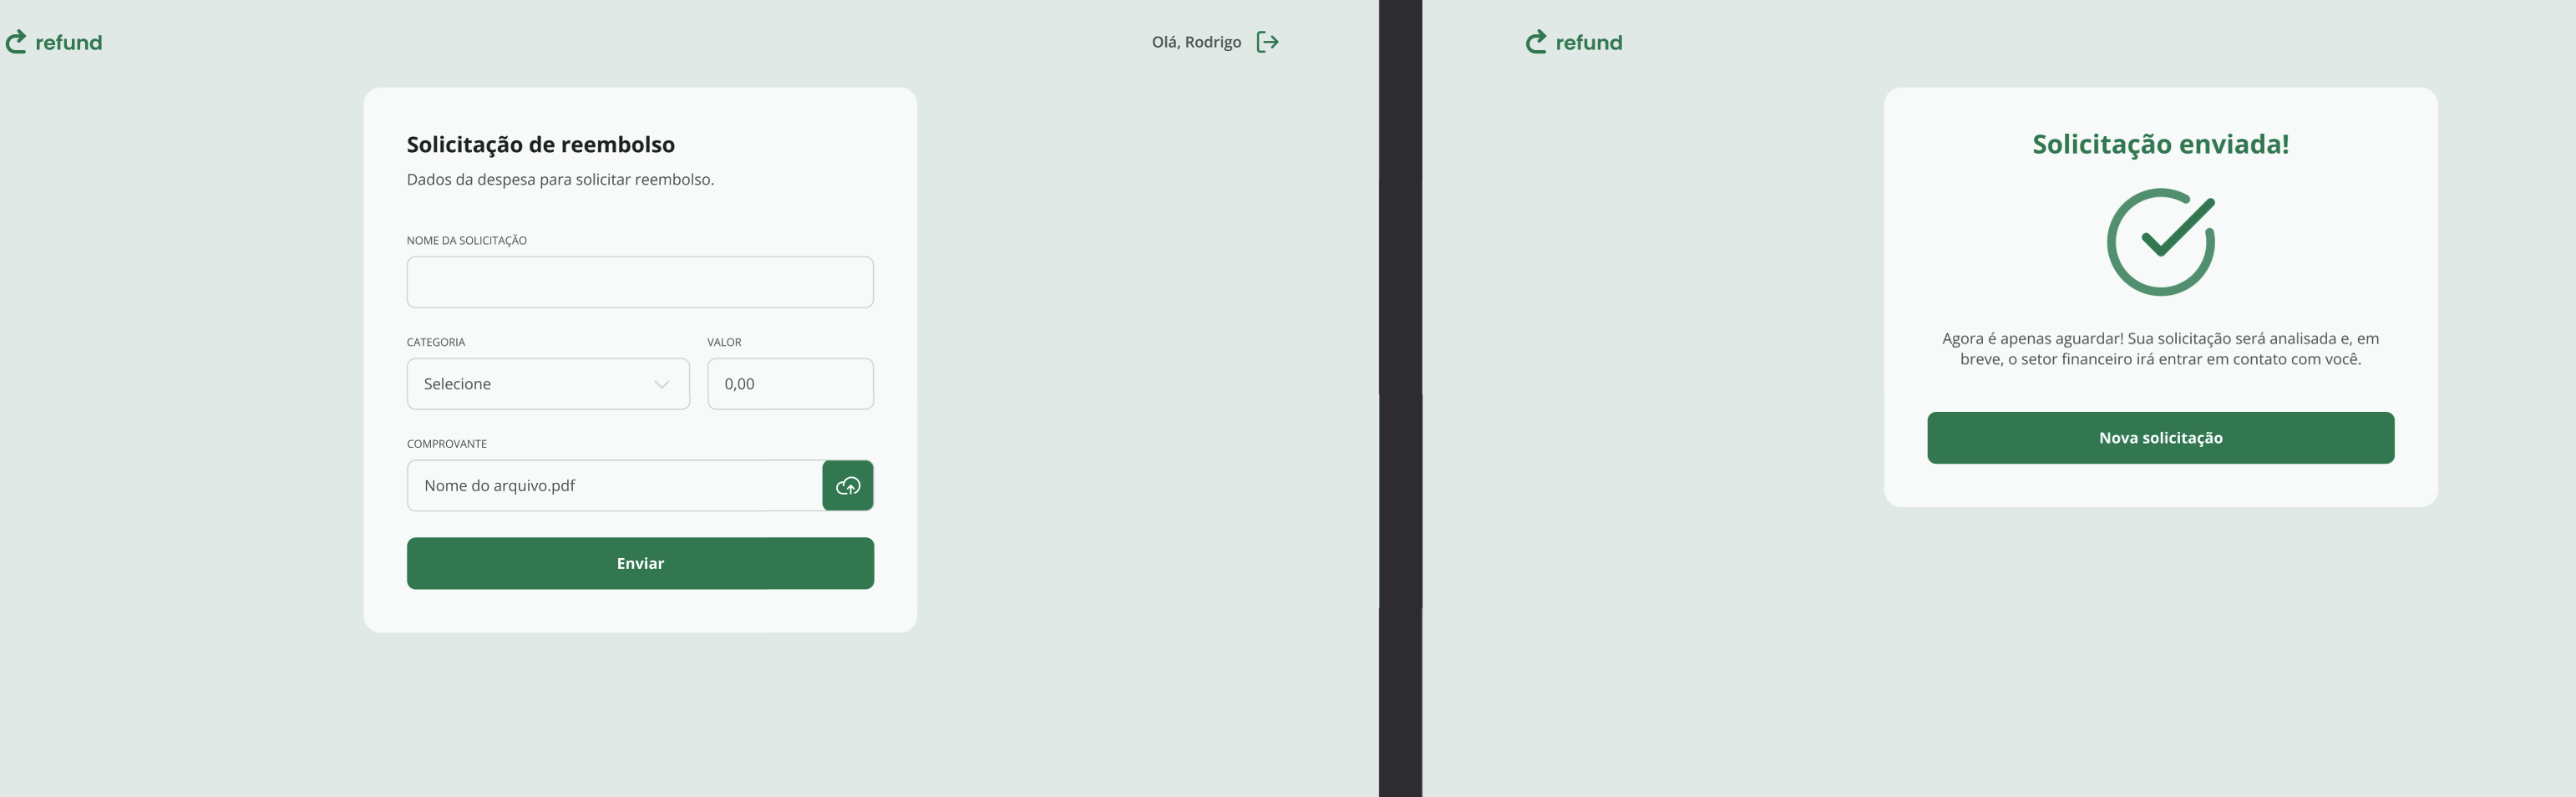 refund
Olá, Rodrigo
Solicitação de reembolso
Dados da despesa para solicitar reembolso.
NOME DA SOLICITAÇÃO
CATEGORIA
VALOR
Selecione
0,00
COMPROVANTE
Nome do arquivo.pdf
Enviar
refund
Solicitação enviada!
Agora é apenas aguardar! Sua solicitação será analisada e, em
breve, o setor financeiro irá entrar em contato com você.
Nova solicitação